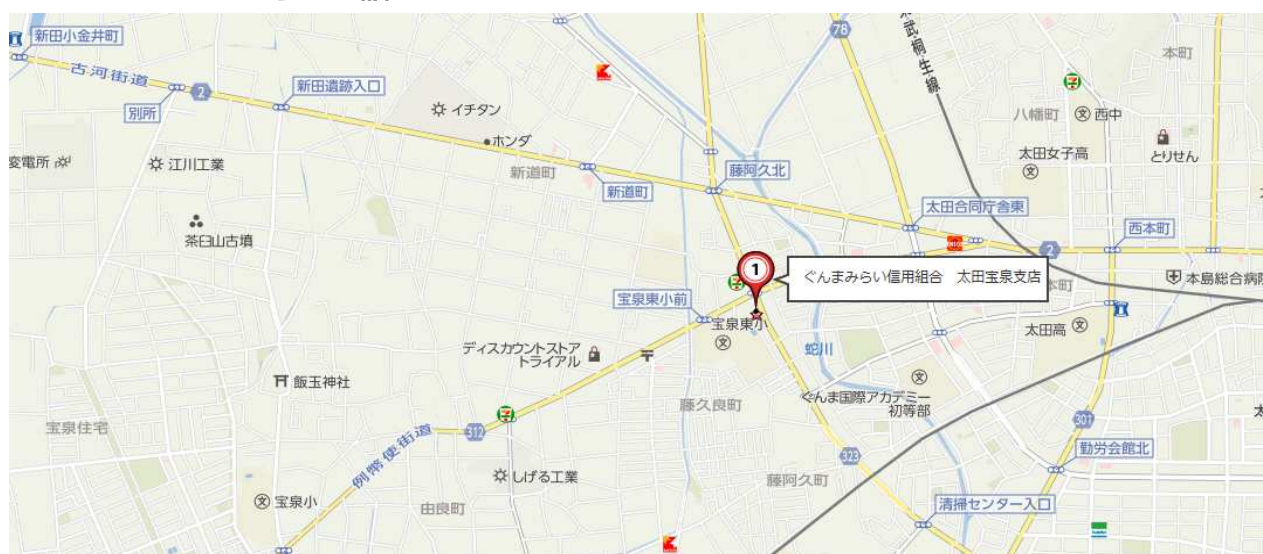 新田小金井町
古河街道
2
別所
新田遺跡入口
イチタン
ホンダ
変電所
江川工業
茶臼山古墳
新道町
新道町
78
武・桐生線
藤阿久北
太田合同庁舎東
本町
八幡町
西中
太田女子高
とりせん
西本町
2
本町
本島総合病院
1
ぐんまみらい信用組合 太田宝泉支店
宝泉東小前
宝泉東小
ディスカウントストア
トライアル
飯玉神社
蛇川
太田高
ぐんま国際アカデミー
初等部
藤久良町
宝泉住宅
312
例幣使街道
301
323
勤労会館北
しげる工業
藤阿久町
宝泉小
由良町
清掃センター入口